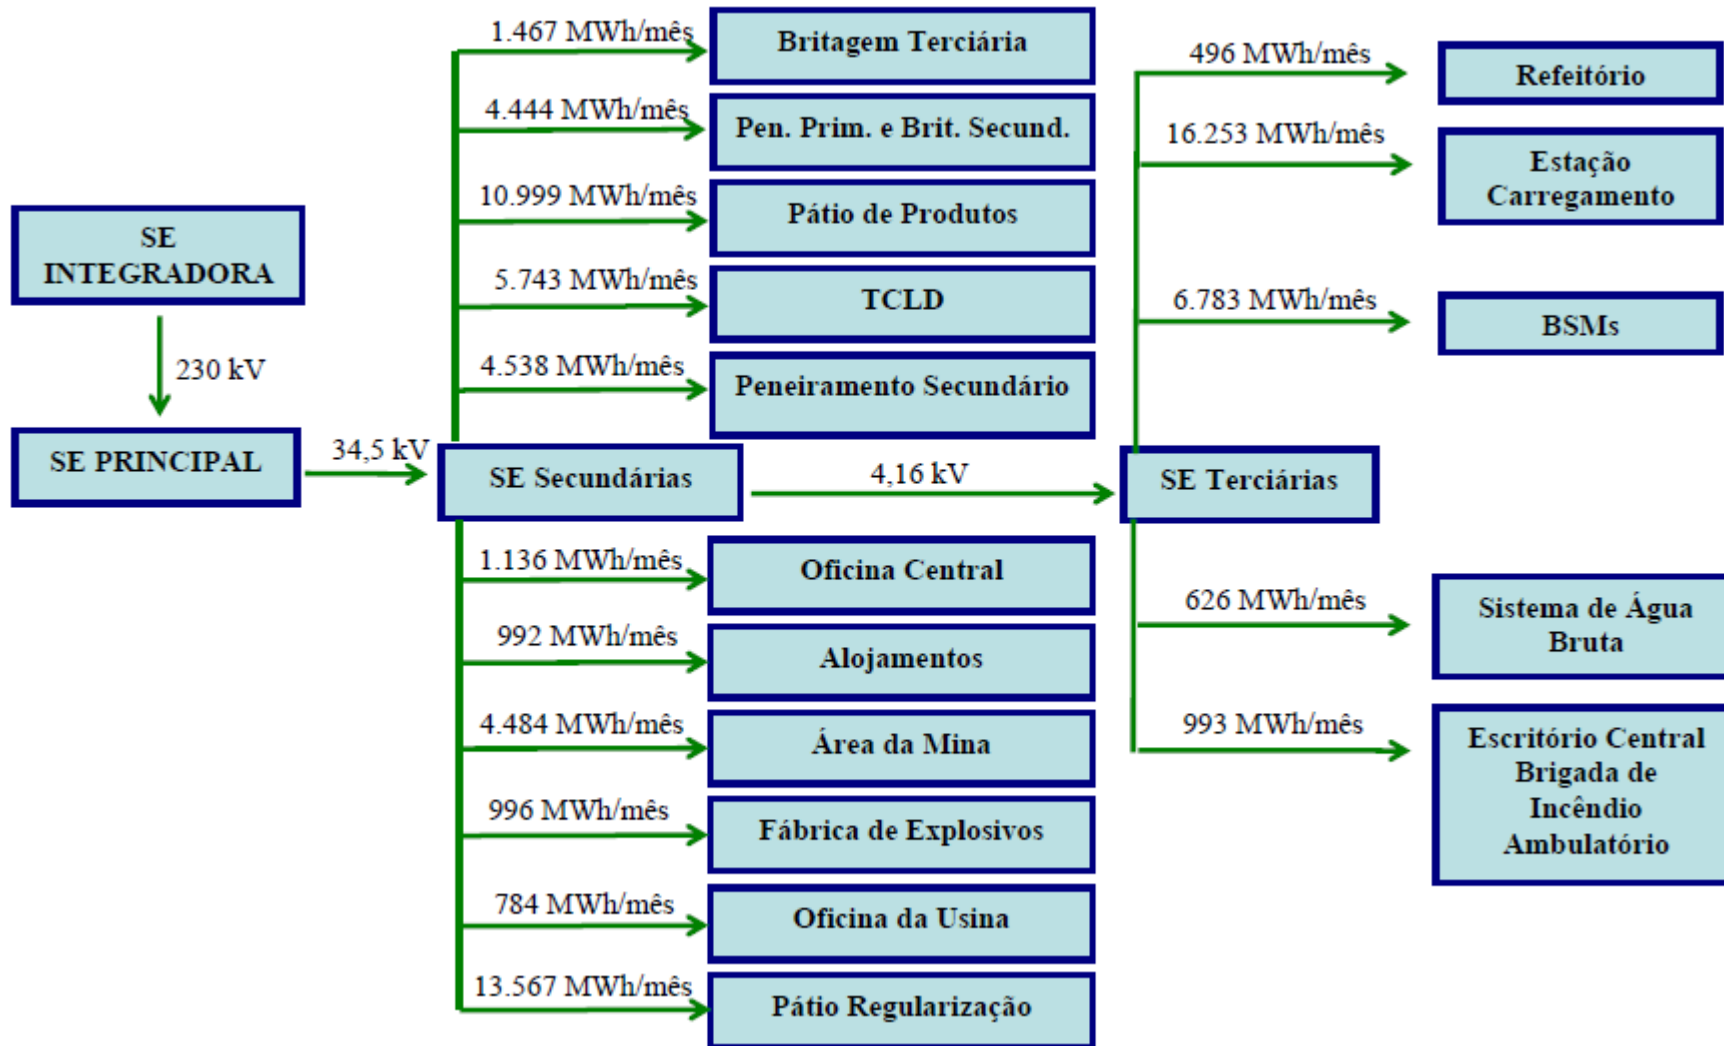 SE
INTEGRADORA
230 kV
SE PRINCIPAL
34,5 kV
1.467 MWh/mês
Britagem Terciária
4.444 MWh/mês
Pen. Prim. e Brit. Secund.
10.999 MWh/mês
Pátio de Produtos
5.743 MWh/mês
TCLD
4.538 MWh/mês
Peneiramento Secundário
SE Secundárias
4,16 kV
1.136 MWh/mês
Oficina Central
992 MWh/mês
Alojamentos
4.484 MWh/mês
Área da Mina
996 MWh/mês
Fábrica de Explosivos
784 MWh/mês
Oficina da Usina
13.567 MWh/mês
Pátio Regularização
SE Terciárias
496 MWh/mês
Refeitório
16.253 MWh/mês
Estação
Carregamento
6.783 MWh/mês
BSMs
626 MWh/mês
Sistema de Água
Bruta
993 MWh/mês
Escritório Central
Brigada de
Incêndio
Ambulatório